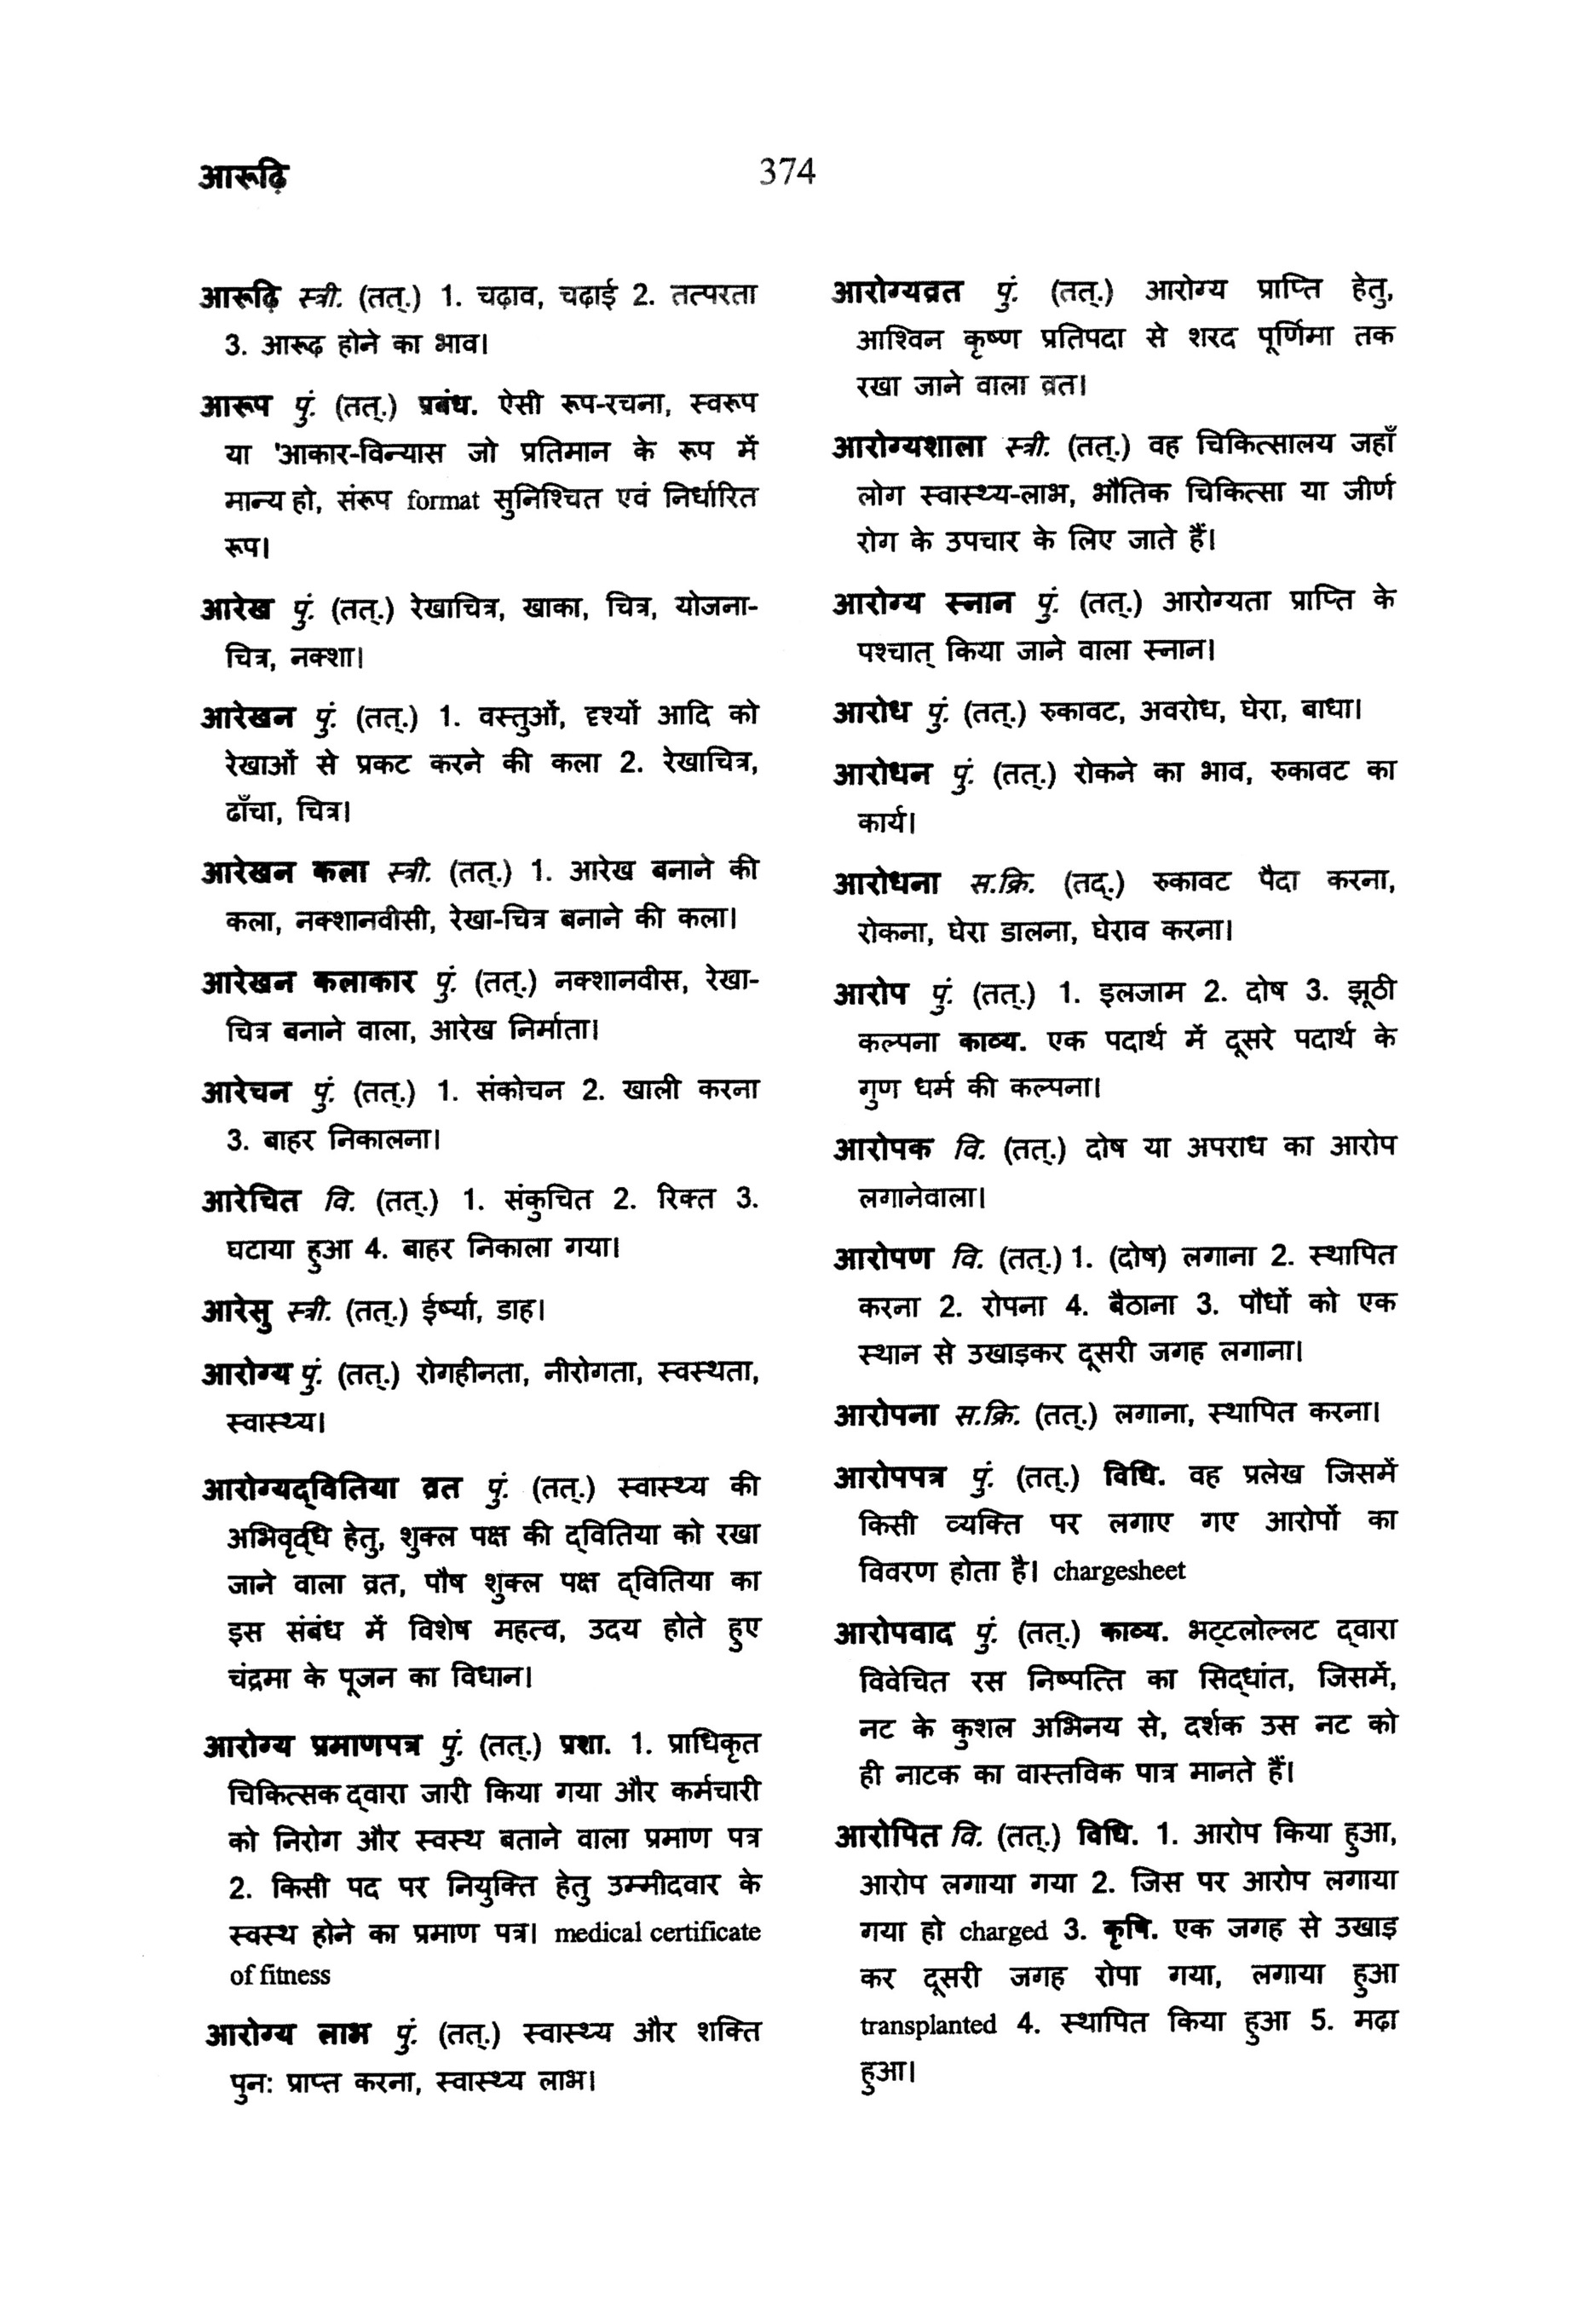 आरूढ़ि
374
आरूढ़ि स्त्री. (तत्.) 1. चढ़ाव, चढ़ाई 2. तत्परता
3. आरूढ होने का भाव।
आरूप पुं. (तत्.) प्रबंध. ऐसी रूप-रचना, स्वरूप
या 'आकार-विन्यास जो प्रतिमान के रूप में
मान्य हो, संरूप format सुनिश्चित एवं निर्धारित
रूप।
आरेख पुं. (तत्.) रेखाचित्र, खाका, चित्र, योजना-
चित्र, नक्शा।
आरेखन पुं. (तत्.) 1. वस्तुओं, दृश्यों आदि को
रेखाओं से प्रकट करने की कला 2. रेखाचित्र,
ढाँचा, चित्र।
आरेखन कला स्त्री. (तत्.) 1. आरेख बनाने की
कला, नक्शानवीसी, रेखा-चित्र बनाने की कला।
आरेखन कलाकार पुं. (तत्.) नक्शानवीस, रेखा-
चित्र बनाने वाला, आरेख निर्माता।
आरेचन पुं. (तत्.) 1. संकोचन 2. खाली करना
3. बाहर निकालना।
आरेचित वि. (तत्.) 1. संकुचित 2. रिक्त 3.
घटाया हुआ 4. बाहर निकाला गया।
आरेसु स्त्री. (तत्.) ईर्ष्या, डाह।
आरोग्य पुं. (तत्.) रोगहीनता, नीरोगता, स्वस्थता,
स्वास्थ्य।
आरोग्यद्वितिया व्रत पुं. (तत्.) स्वास्थ्य की
अभिवृद्धि हेतु, शुक्ल पक्ष की द्वितिया को रखा
जाने वाला व्रत, पौष शुक्ल पक्ष द्वितिया का
इस संबंध में विशेष महत्व, उदय होते हुए
चंद्रमा के पूजन का विधान।
आरोग्य प्रमाणपत्र पुं. (तत्.) प्रशा. 1. प्राधिकृत
चिकित्सक द्वारा जारी किया गया और कर्मचारी
को निरोग और स्वस्थ बताने वाला प्रमाण पत्र
2. किसी पद पर नियुक्ति हेतु उम्मीदवार के
स्वस्थ होने का प्रमाण पत्र। medical certificate
of fitness
आरोग्य लाभ पुं. (तत्.) स्वास्थ्य और शक्ति
पुन: प्राप्त करना, स्वास्थ्य लाभ।
आरोग्यव्रत पुं. (तत्.) आरोग्य प्राप्ति हेतु,
आश्विन कृष्ण प्रतिपदा से शरद पूर्णिमा तक
रखा जाने वाला व्रत।
आरोग्यशाला स्त्री. (तत्.) वह चिकित्सालय जहाँ
लोग स्वास्थ्य-लाभ, भौतिक चिकित्सा या जीर्ण
रोग के उपचार के लिए जाते हैं।
आरोग्य स्नान पुं. (तत्.) आरोग्यता प्राप्ति के
पश्चात् किया जाने वाला स्नान।
आरोध पुं. (तत्.) रुकावट, अवरोध, घेरा, बाधा।
आरोधन पुं. (तत्.) रोकने का भाव, रुकावट का
कार्य।
आरोधना स.क्रि. (तद्.) रुकावट पैदा करना,
रोकना, घेरा डालना, घेराव करना।
आरोप पुं. (तत्.) 1. इलजाम 2. दोष 3. झूठी
कल्पना काव्य. एक पदार्थ में दूसरे पदार्थ के
गुण धर्म की कल्पना।
आरोपक वि. (तत्.) दोष या अपराध का आरोप
लगानेवाला।
आरोपण वि. (तत्.) 1. (दोष) लगाना 2. स्थापित
करना 2. रोपना 4. बैठाना 3. पौधों को एक
स्थान से उखाड़कर दूसरी जगह लगाना।
आरोपना स.क्रि. (तत्.) लगाना, स्थापित करना।
आरोपपत्र पुं. (तत्.) विधि. वह प्रलेख जिसमें
किसी व्यक्ति पर लगाए गए आरोपों का
विवरण होता है। chargesheet
आरोपवाद पुं. (तत्.) काव्य. भट्टलोल्लट द्वारा
विवेचित रस निष्पत्ति का सिद्धांत, जिसमें,
नट के कुशल अभिनय से, दर्शक उस नट को
ही नाटक का वास्तविक पात्र मानते हैं।
आरोपित वि. (तत्.) विधि. 1. आरोप किया हुआ,
आरोप लगाया गया 2. जिस पर आरोप लगाया
गया हो charged 3. कृषि. एक जगह से उखाड़
कर दूसरी जगह रोपा गया, लगाया हुआ
transplanted 4. स्थापित किया हुआ 5. मढ़ा
हुआ।